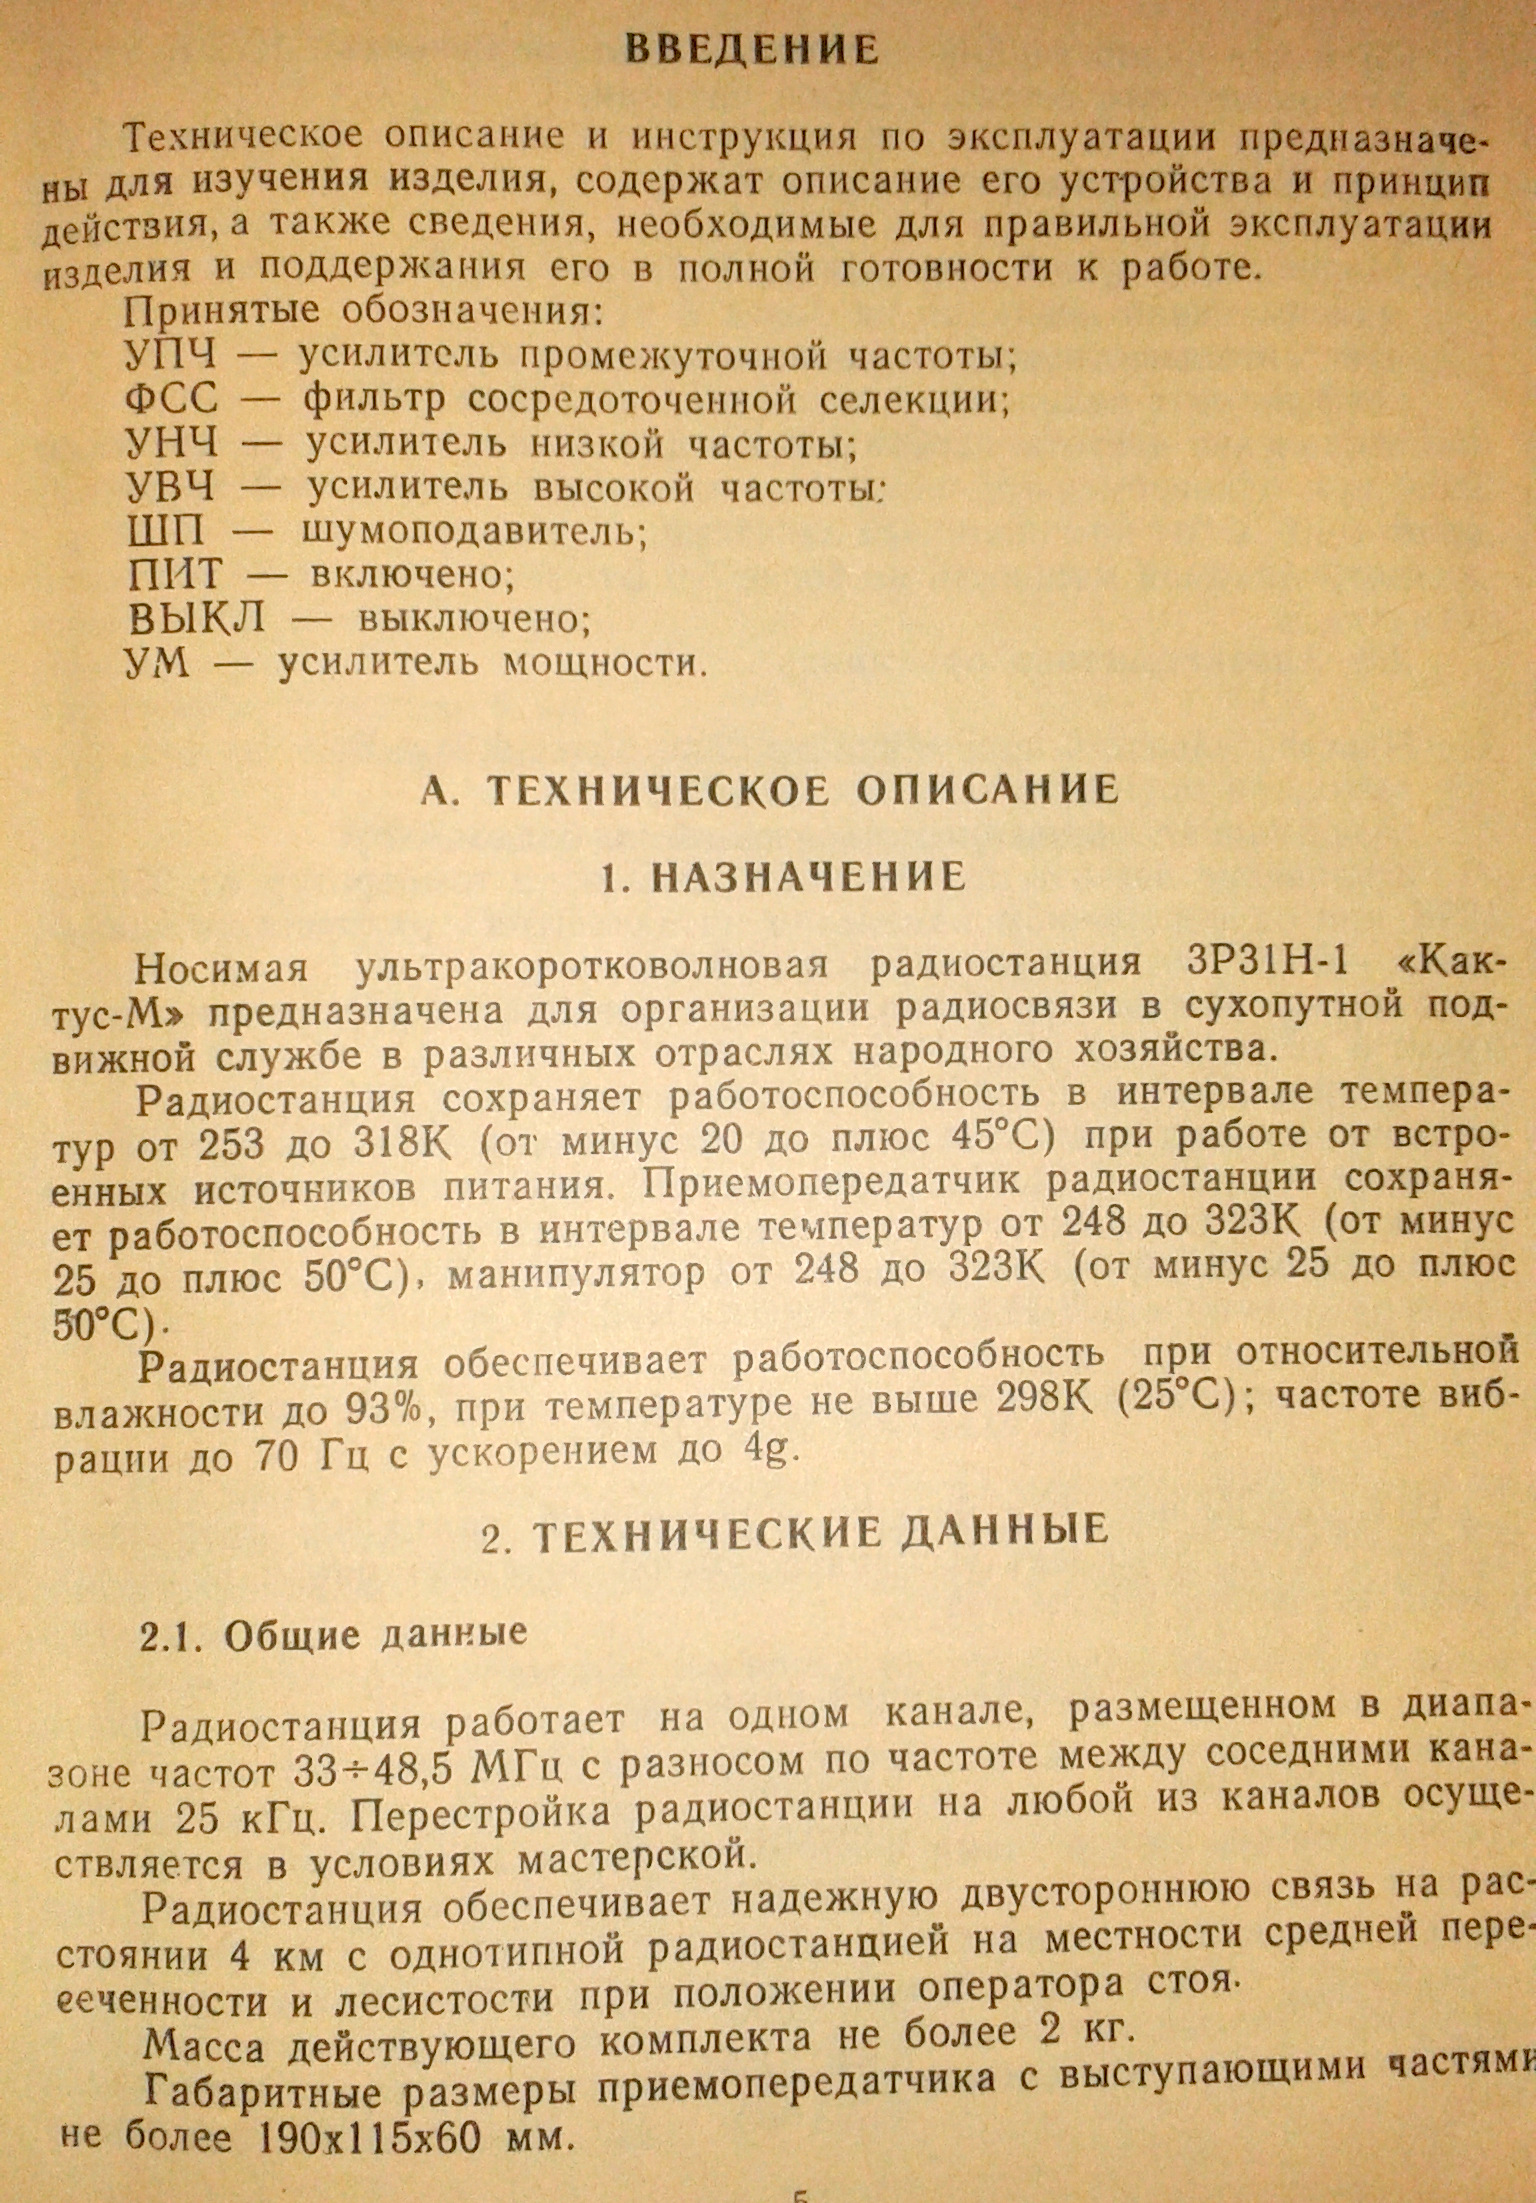 ВВЕДЕНИЕ
Техническое описание и инструкция по эксплуатации предназначе-
ны для изучения изделия, содержат описание его устройства и принцип
действия, а также сведения, необходимые для правильной эксплуатации
изделия и поддержания его в полной готовности к работе.
Принятые обозначения:
УПЧ — усилитель промежуточной частоты;
ФСС — фильтр сосредоточенной селекции;
УНЧ — усилитель низкой частоты;
УВЧ — усилитель высокой частоты:
ШП — шумоподавитель;
ПИТ — включено;
ВЫКЛ — выключено;
УМ — усилитель мощности.
А. ТЕХНИЧЕСКОЕ ОПИСАНИЕ
1. НАЗНАЧЕНИЕ
Носимая ультракоротковолновая радиостанция 3Р31Н-1 «Как-
тус-М» предназначена для организации радиосвязи в сухопутной под-
вижной службе в различных отраслях народного хозяйства.
Радиостанция сохраняет работоспособность в интервале темпера-
тур от 253 до 318К (от минус 20 до плюс 45°С) при работе от встро-
енных источников питания. Приемопередатчик радиостанции сохраня-
ет работоспособность в интервале температур от 248 до 323К (от минус
25 до плюс 50°С), манипулятор от 248 до 323К (от минус 25 до плюс
50°С).
Радиостанция обеспечивает работоспособность при относительной
влажности до 93%, при температуре не выше 298К (25°С); частоте виб-
рации до 70 Гц с ускорением до 4g.
2. ТЕХНИЧЕСКИЕ ДАННЫЕ
2.1. Общие данные
Радиостанция работает на одном канале, размещенном в диапа-
зоне частот 33÷48,5 МГц с разносом по частоте между соседними кана-
лами 25 кГц. Перестройка радиостанции на любой из каналов осуще-
ствляется в условиях мастерской.
Радиостанция обеспечивает надежную двустороннюю связь на рас-
стоянии 4 км с однотипной радиостанцией на местности средней пере-
сеченности и лесистости при положении оператора стоя.
Масса действующего комплекта не более 2 кг.
Габаритные размеры приемопередатчика с выступающими частями
не более 190х115х60 мм.
5